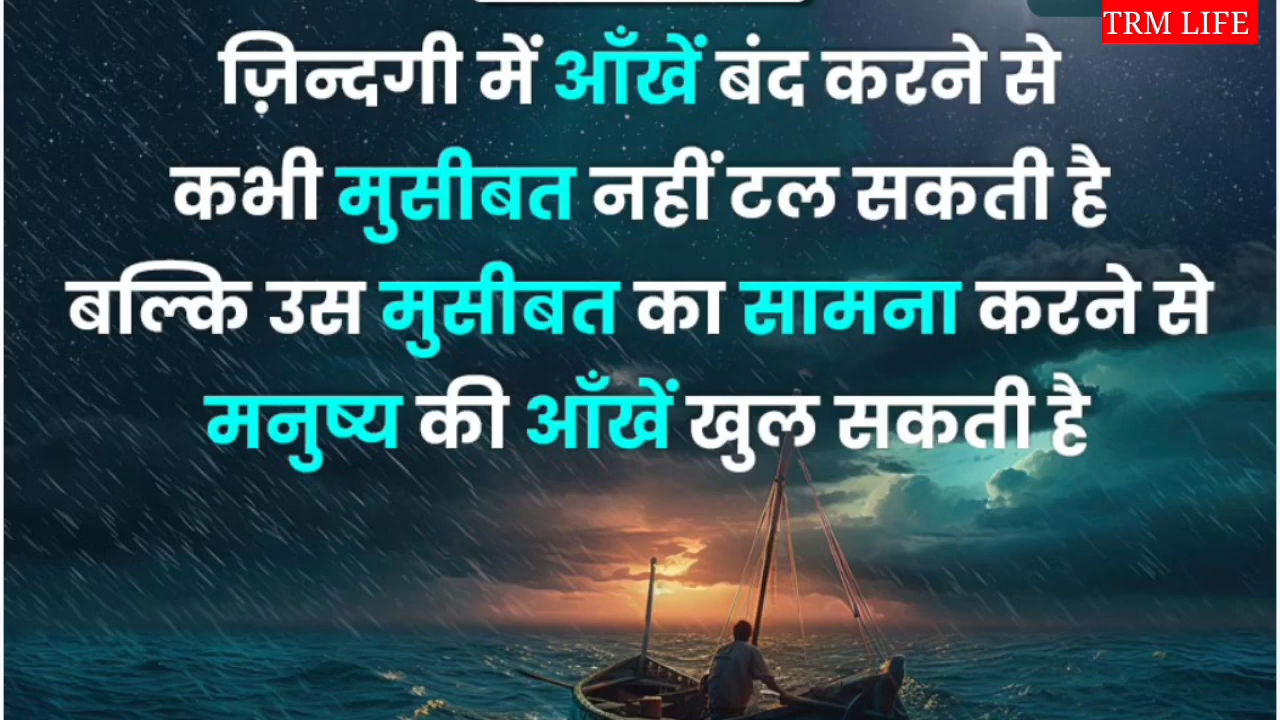 TRM LIFE
ज़िन्दगी में आँखें बंद करने से
कभी मुसीबत नहीं टल सकती है
बल्कि उस मुसीबत का सामना करने से
मनुष्य की आँखें खुल सकती है